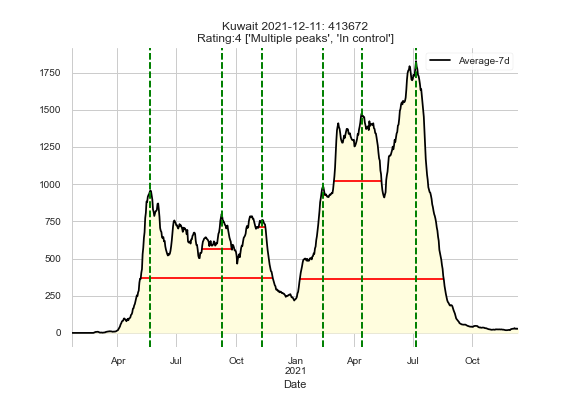 Kuwait 2021-12-11: 413672
Rating:4 ['Multiple peaks', 'In control']
Average-7d
1750
1500
1250
1000
750
500
250
0
Apr Jul Oct Jan Apr Jul Oct
2021
Date